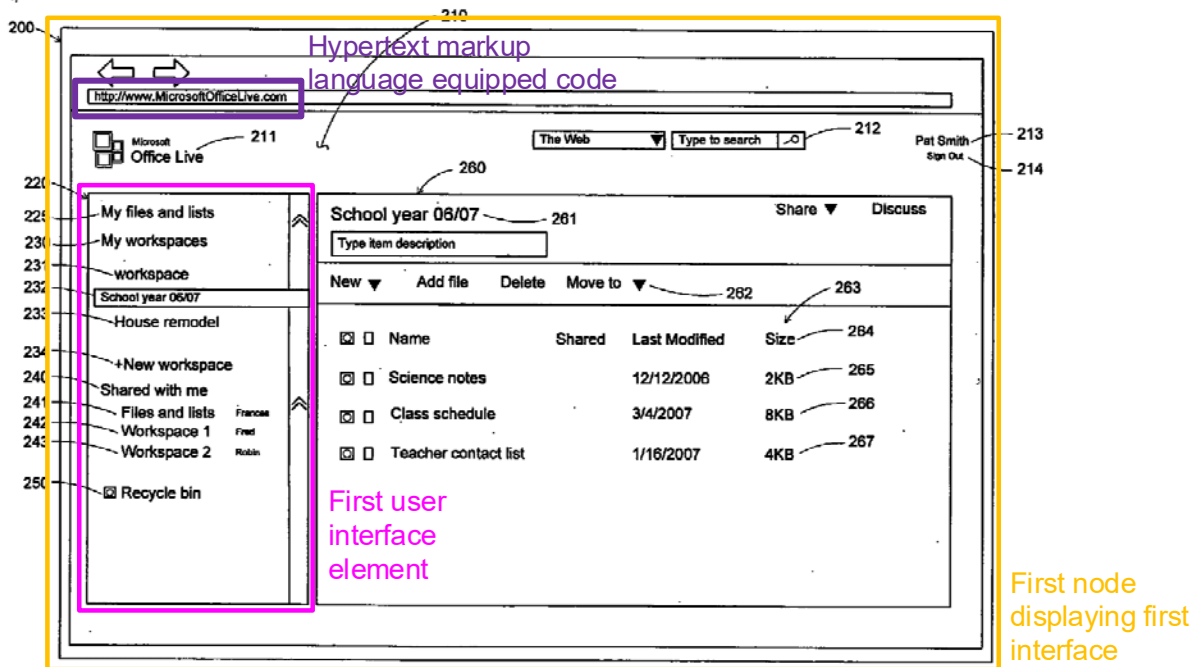 200
210
Hypertext markup
language equipped code
http://www.MicrosoftOfficeLive.com
Microsoft
Office Live
211
The Web
Type to search
212
Pat Smith
213
Sign Out
214
220
260
225
My files and lists
School year 06/07
261
Share
Discuss
230
My workspaces
Type item description
231
workspace
232
School year 06/07
New
Add file
Delete
Move to
262
263
233
House remodel
Name
Shared
Last Modified
Size
264
234
+New workspace
Science notes
12/12/2006
2KB
265
240
Shared with me
241
Files and lists
Frances
Class schedule
3/4/2007
8KB
266
242
Workspace 1
Fred
243
Workspace 2
Robin
Teacher contact list
1/16/2007
4KB
267
250
Recycle bin
First user
interface
element
First node
displaying first
interface